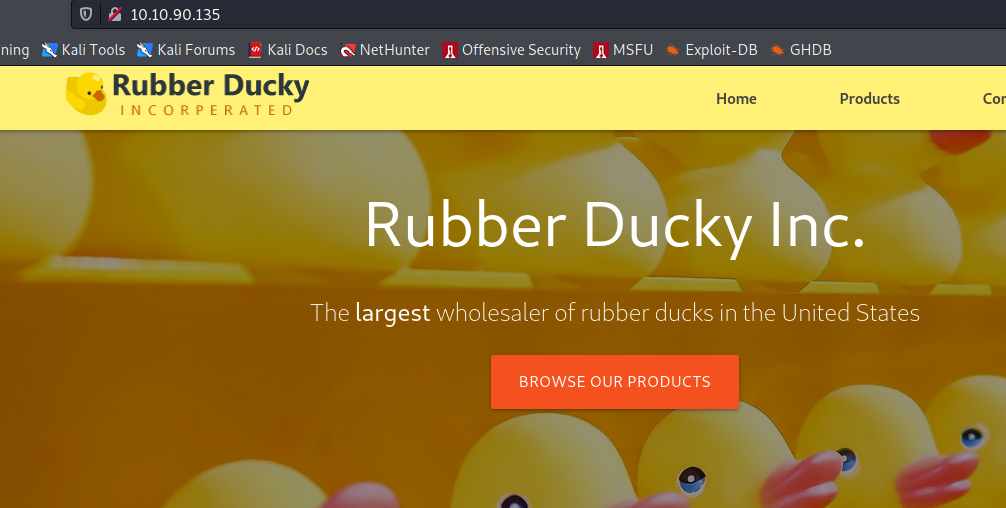 10.10.90.135
ning Kali Tools Kali Forums Kali Docs NetHunter Offensive Security MSFU Exploit-DB GHDB
Rubber Ducky
INCORPERATED
Home Products Con
Rubber Ducky Inc.
The largest wholesaler of rubber ducks in the United States
BROWSE OUR PRODUCTS